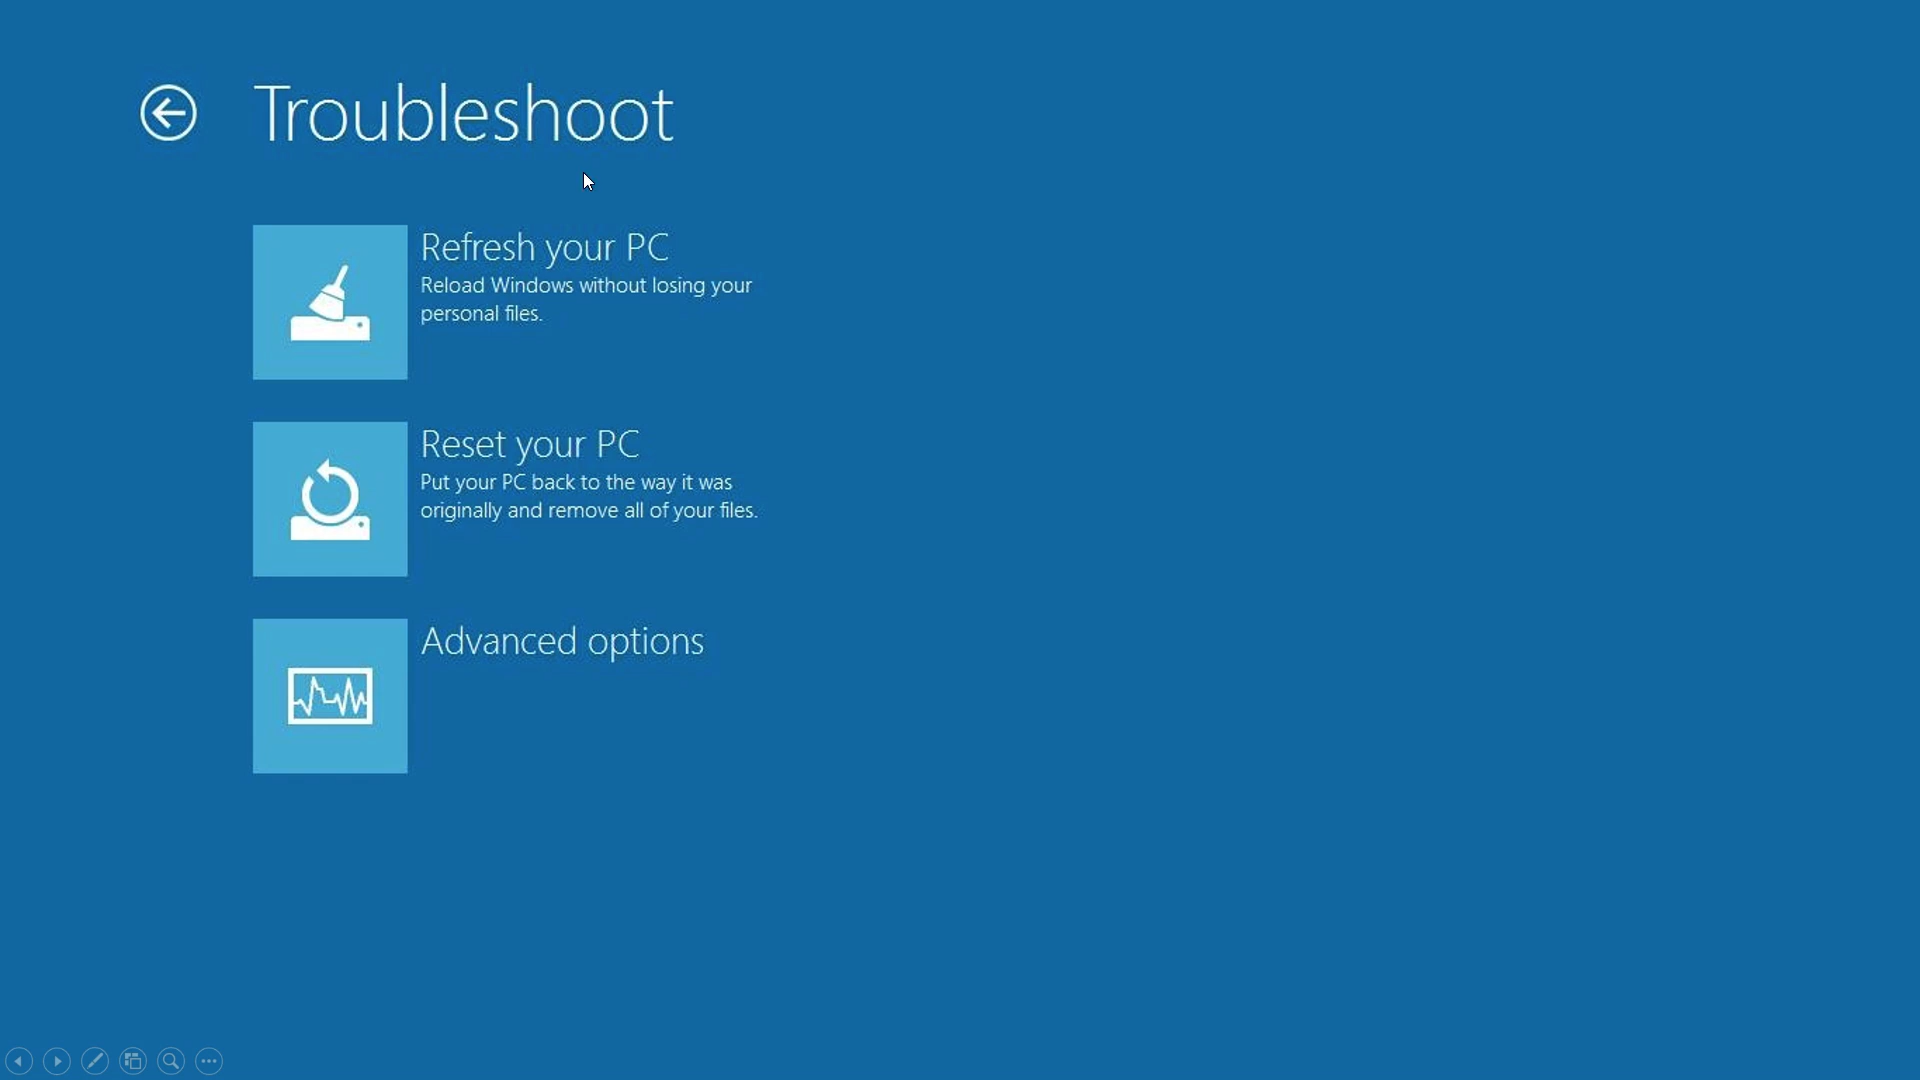 Troubleshoot
Refresh your PC
Reload Windows without losing your
personal files.
Reset your PC
Put your PC back to the way it was
originally and remove all of your files.
Advanced options